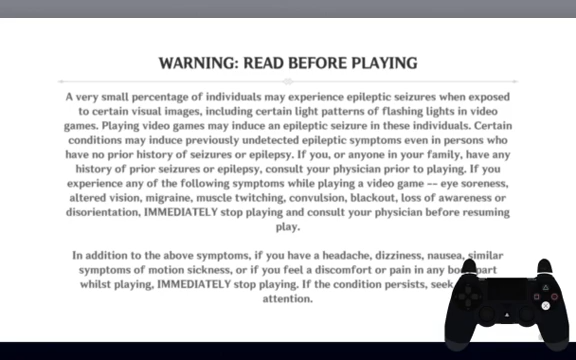 WARNING: READ BEFORE PLAYING
A very small percentage of individuals may experience epileptic seizures when exposed
to certain visual images, including certain light patterns of flashing lights in video
games. Playing video games may induce an epileptic seizure in these individuals. Certain
conditions may induce previously undetected epileptic symptoms even in persons who
have no prior history of seizures or epilepsy. If you, or anyone in your family, have any
history of prior seizures or epilepsy, consult your physician prior to playing. If you
experience any of the following symptoms while playing a video game -- eye soreness,
altered vision, migraine, muscle twitching, convulsion, blackout, loss of awareness or
disorientation, IMMEDIATELY stop playing and consult your physician before resuming
play.
In addition to the above symptoms, if you have a headache, dizziness, nausea, similar
symptoms of motion sickness, or if you feel a discomfort or pain in any part
whilst playing, IMMEDIATELY stop playing. If the condition persists, seek
attention.